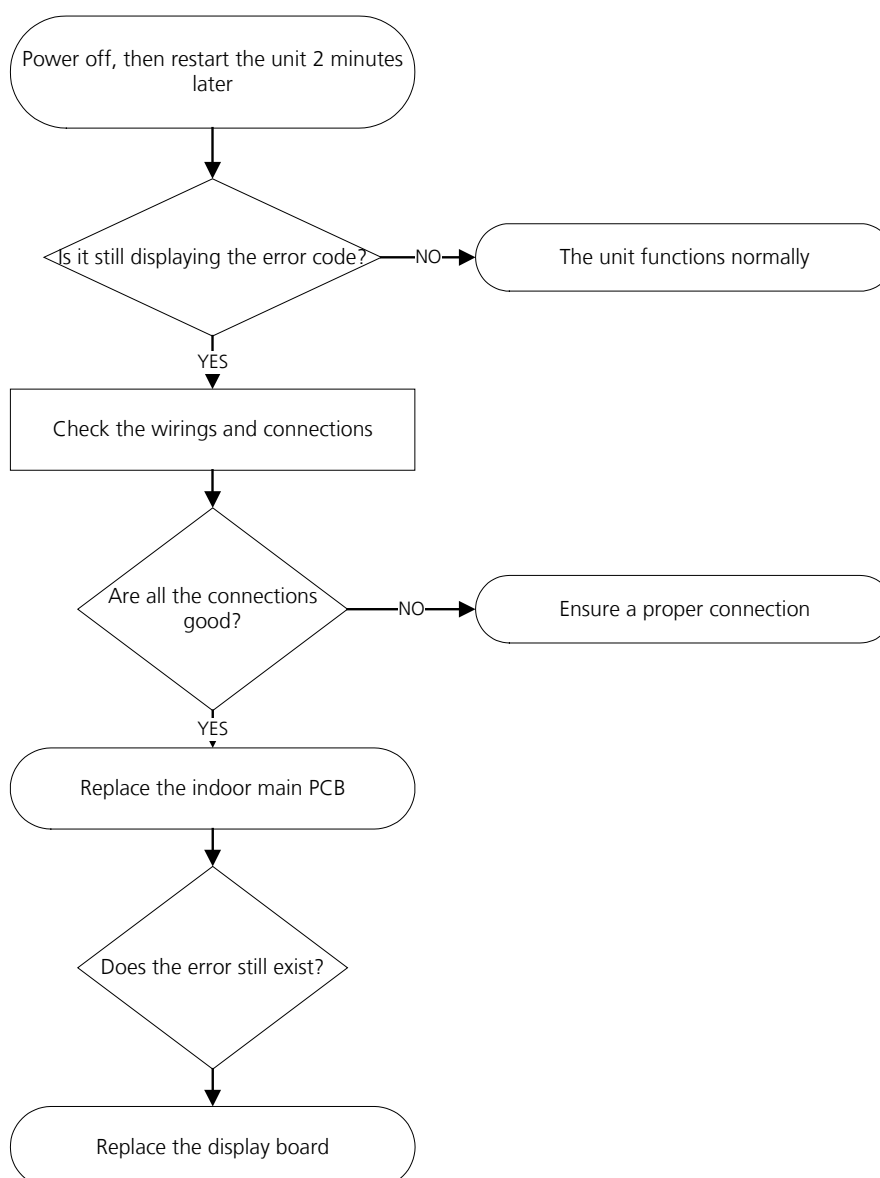 Power off, then restart the unit 2 minutes
later
Is it still displaying the error code?
NO
The unit functions normally
YES
Check the wirings and connections
Are all the connections
good?
NO
Ensure a proper connection
YES
Replace the indoor main PCB
Does the error still exist?
Replace the display board